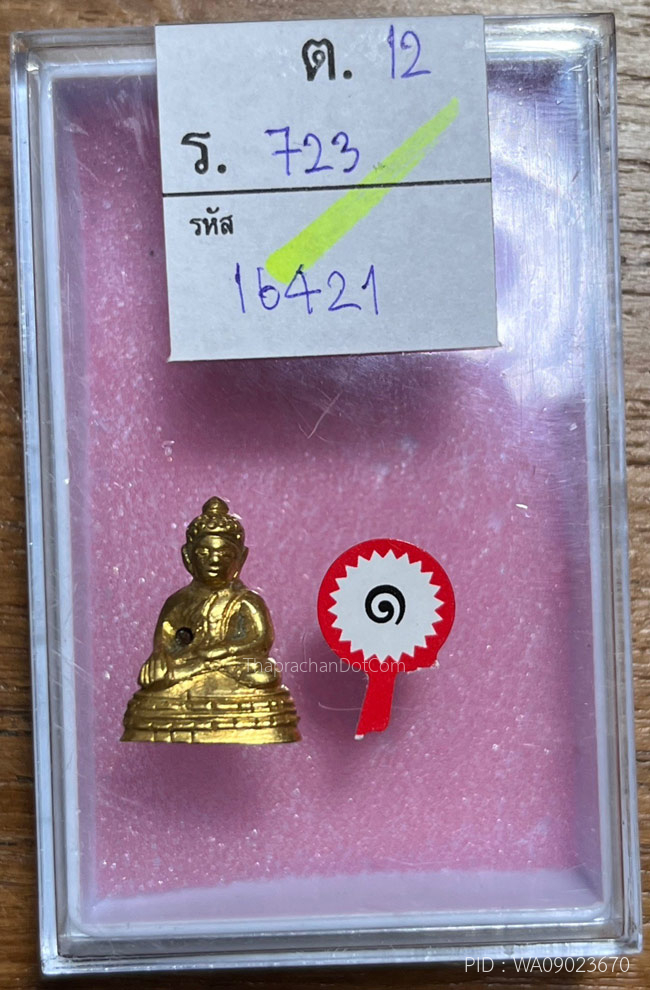 ต. 12
ร. 723
รหัส
16421
๑
ThaprachanDotCom
PID : WA09023670